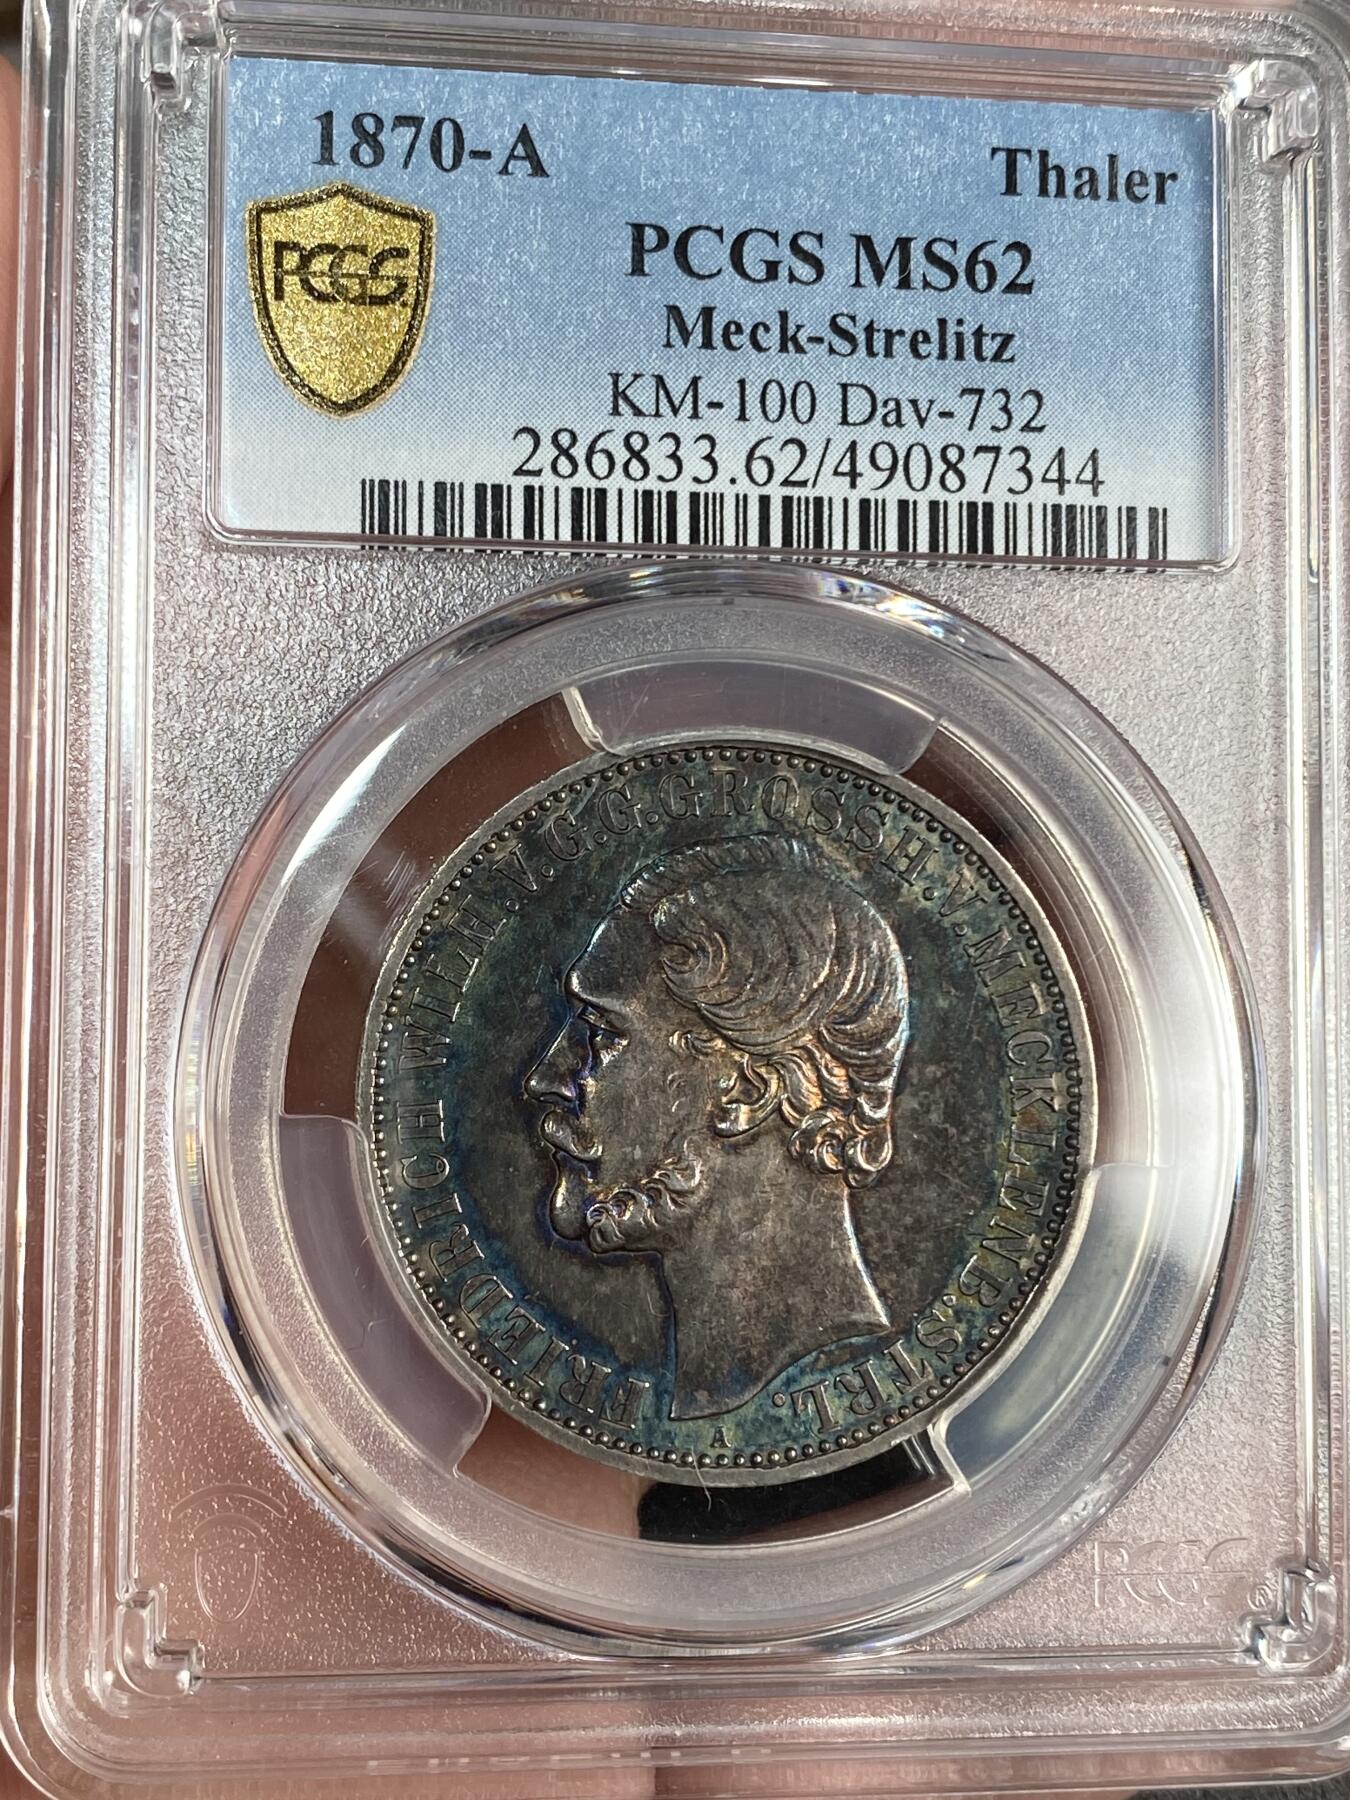 1870-A
Thaler
PCGS
PCGS MS62
Meck-Strelitz
KM-100 Dav-732
286833.62/49087344
FRIEDRICH WILH. V. G. G. GROSSH. V. MECKLENB. STRL.
A
PCGS